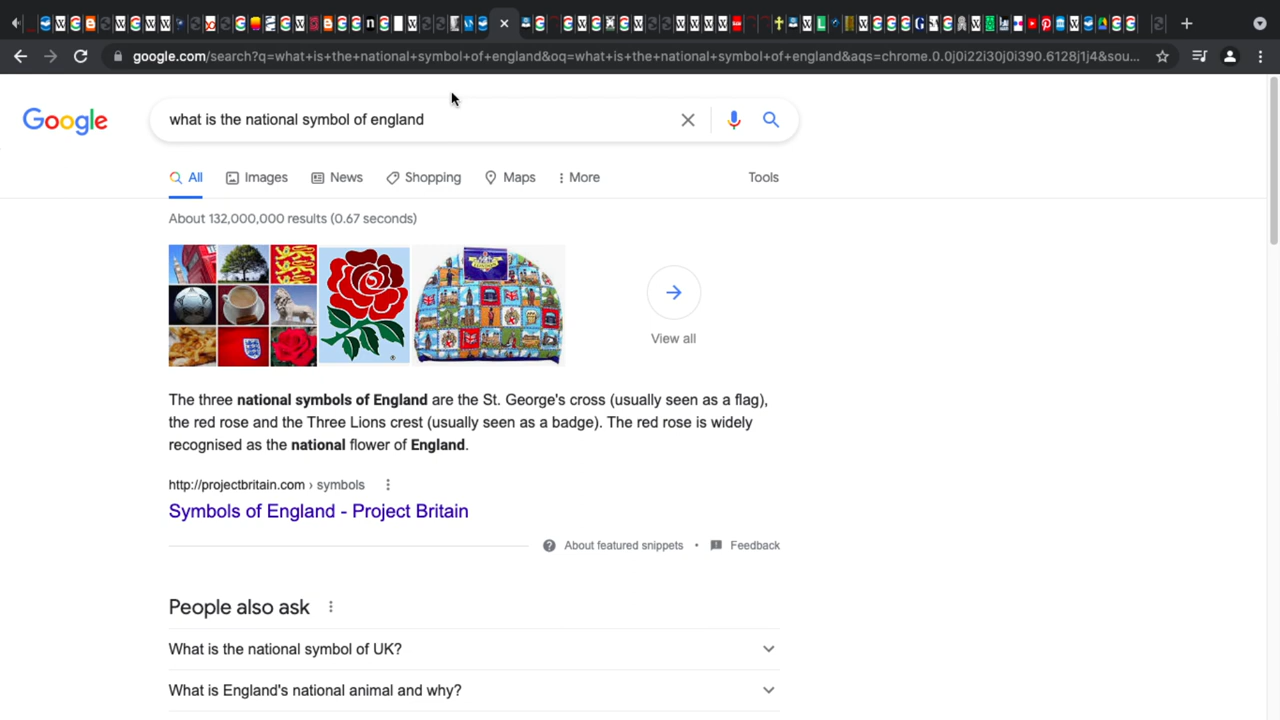 google.com/search?q=what+is+the+national+symbol+of+england&oq=what+is+the+national+symbol+of+england&aqs=chrome.0.0j0i22i30j0i390.6128j1j4&sou...
Google
what is the national symbol of england
All
Images
News
Shopping
Maps
More
Tools
About 132,000,000 results (0.67 seconds)
View all
The three national symbols of England are the St. George's cross (usually seen as a flag),
the red rose and the Three Lions crest (usually seen as a badge). The red rose is widely
recognised as the national flower of England.
http://projectbritain.com › symbols
Symbols of England - Project Britain
About featured snippets • Feedback
People also ask
What is the national symbol of UK?
What is England's national animal and why?